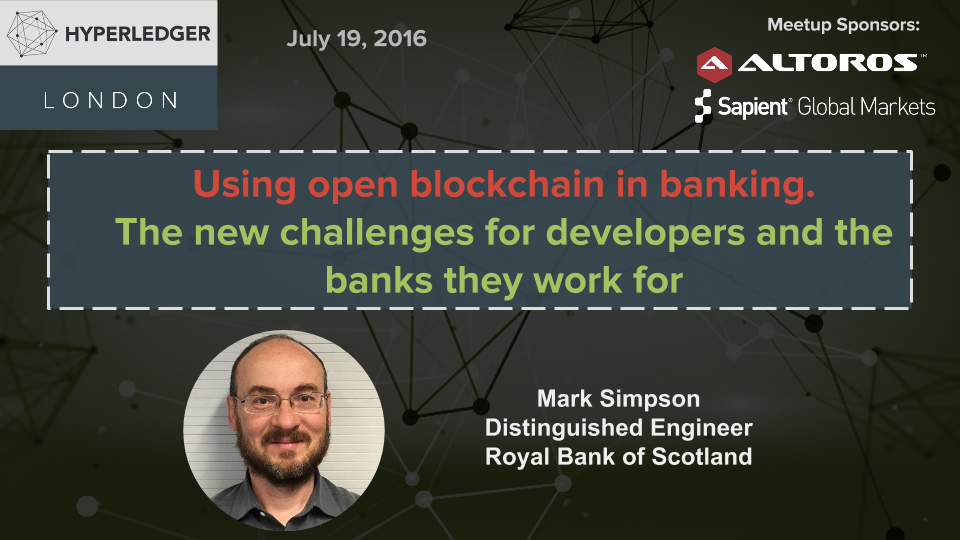 HYPERLEDGER
LONDON
July 19, 2016
Meetup Sponsors:
ALTOROS™
Sapient® Global Markets
Using open blockchain in banking.
The new challenges for developers and the
banks they work for
Mark Simpson
Distinguished Engineer
Royal Bank of Scotland